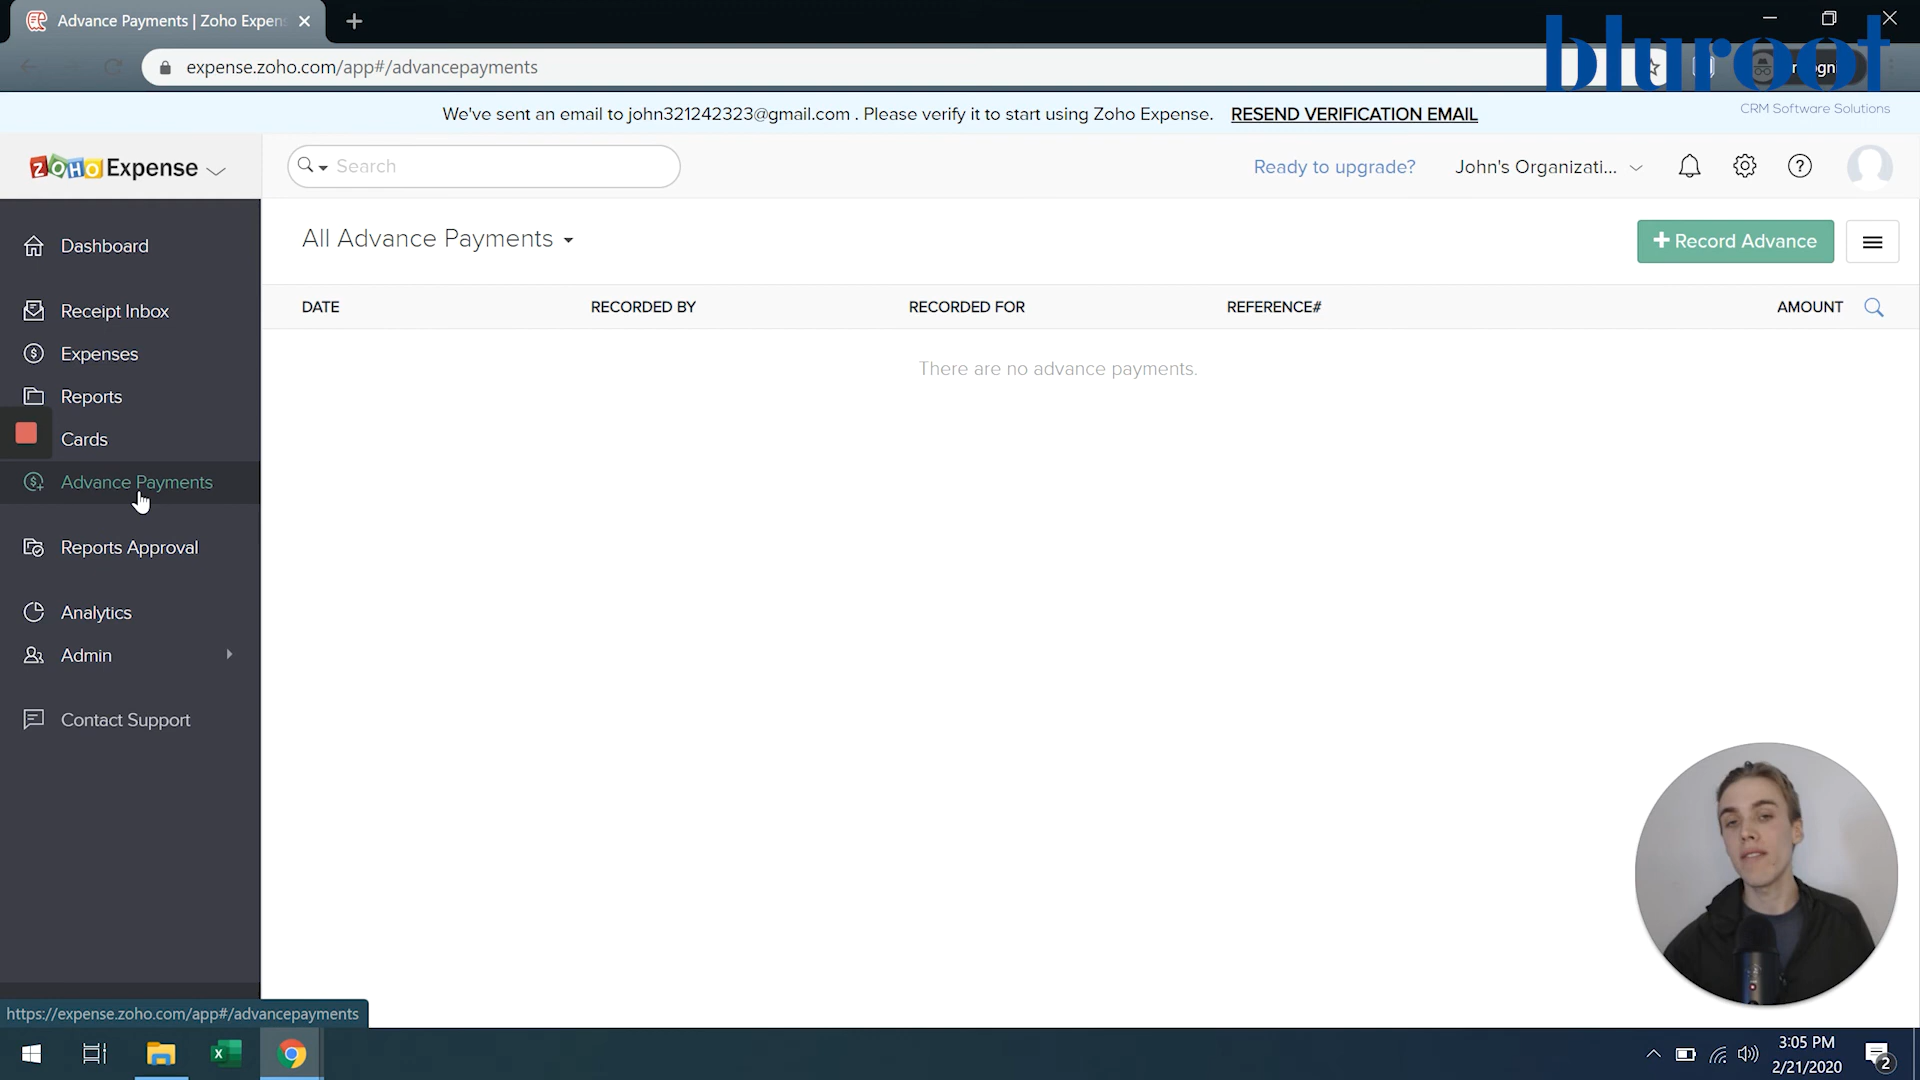 Advance Payments | Zoho Expen
expense.zoho.com/app#/advancepayments
bluroot
CRM Software Solutions
We've sent an email to john321242323@gmail.com . Please verify it to start using Zoho Expense. RESEND VERIFICATION EMAIL
ZOHO Expense
Search
Ready to upgrade?
John's Organizati...
Dashboard
Receipt Inbox
Expenses
Reports
Cards
Advance Payments
Reports Approval
Analytics
Admin
Contact Support
All Advance Payments
+ Record Advance
DATE RECORDED BY RECORDED FOR REFERENCE# AMOUNT
There are no advance payments.
https://expense.zoho.com/app#/advancepayments
3:05 PM
2/21/2020
2